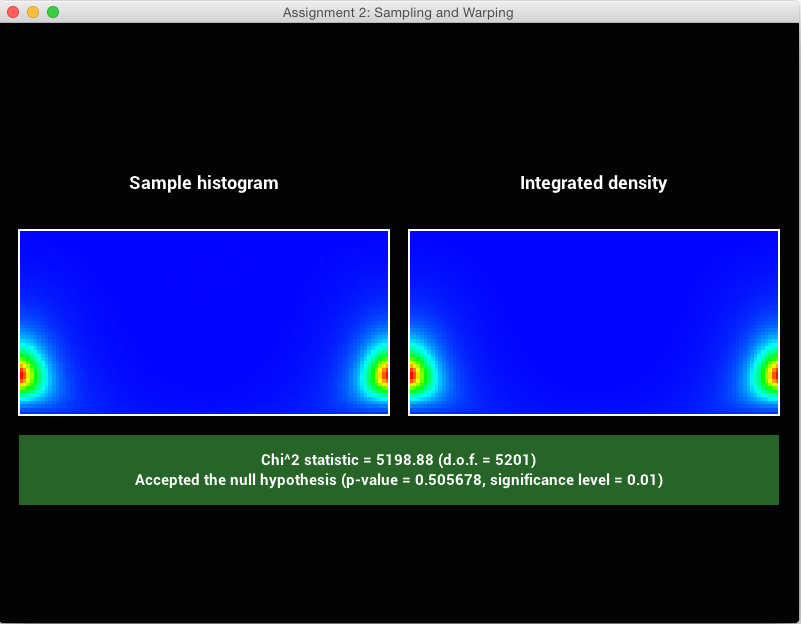 Assignment 2: Sampling and Warping
Sample histogram
Integrated density
Chi^2 statistic = 5198.88 (d.o.f. = 5201)
Accepted the null hypothesis (p-value = 0.505678, significance level = 0.01)